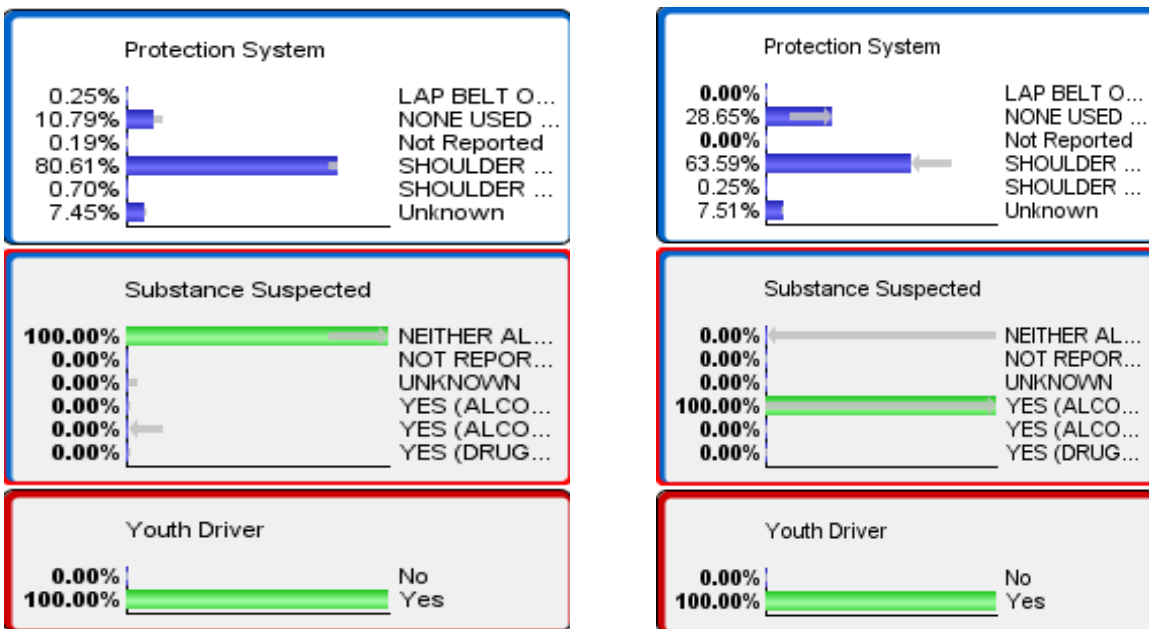 Protection System
0.25% LAP BELT O...
10.79% NONE USED ...
0.19% Not Reported
80.61% SHOULDER ...
0.70% SHOULDER ...
7.45% Unknown
Substance Suspected
100.00% NEITHER AL...
0.00% NOT REPOR...
0.00% UNKNOWN
0.00% YES (ALCO...
0.00% YES (ALCO...
0.00% YES (DRUG...
Youth Driver
0.00% No
100.00% Yes
Protection System
0.00% LAP BELT O...
28.65% NONE USED ...
0.00% Not Reported
63.59% SHOULDER ...
0.25% SHOULDER ...
7.51% Unknown
Substance Suspected
0.00% NEITHER AL...
0.00% NOT REPOR...
0.00% UNKNOWN
100.00% YES (ALCO...
0.00% YES (ALCO...
0.00% YES (DRUG...
Youth Driver
0.00% No
100.00% Yes